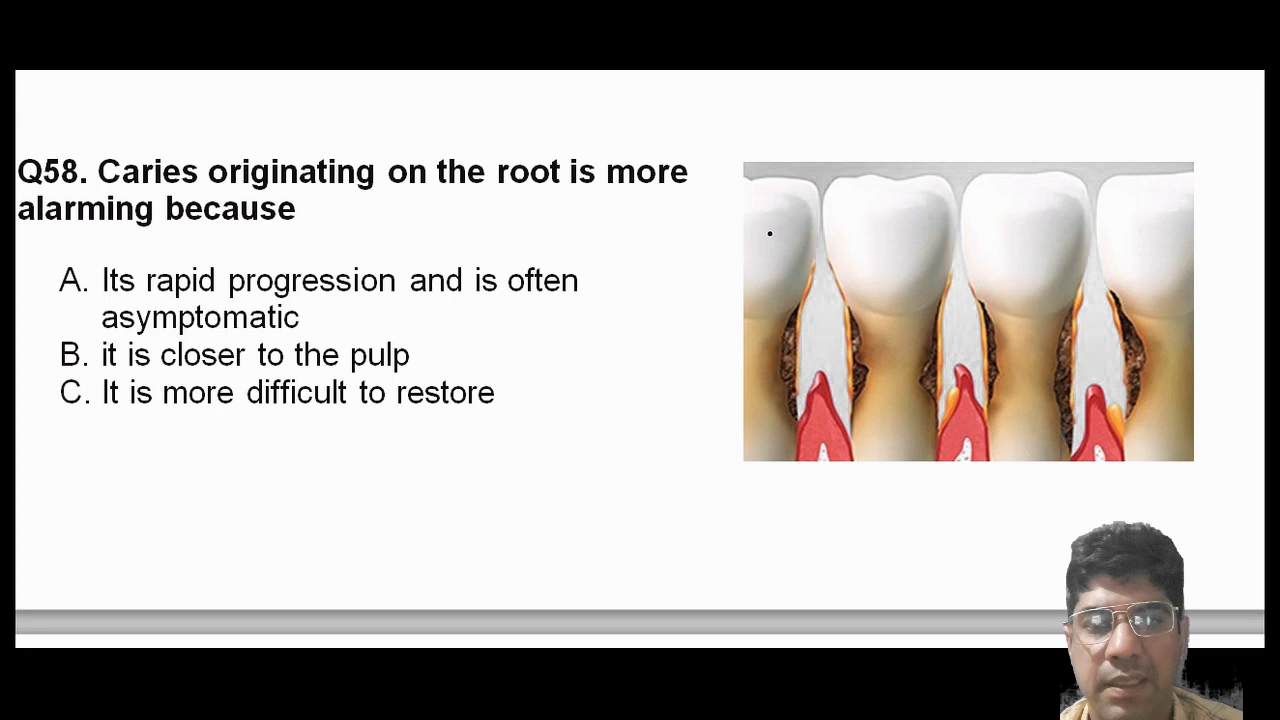 Q58. Caries originating on the root is more
alarming because
A. Its rapid progression and is often
asymptomatic
B. it is closer to the pulp
C. It is more difficult to restore